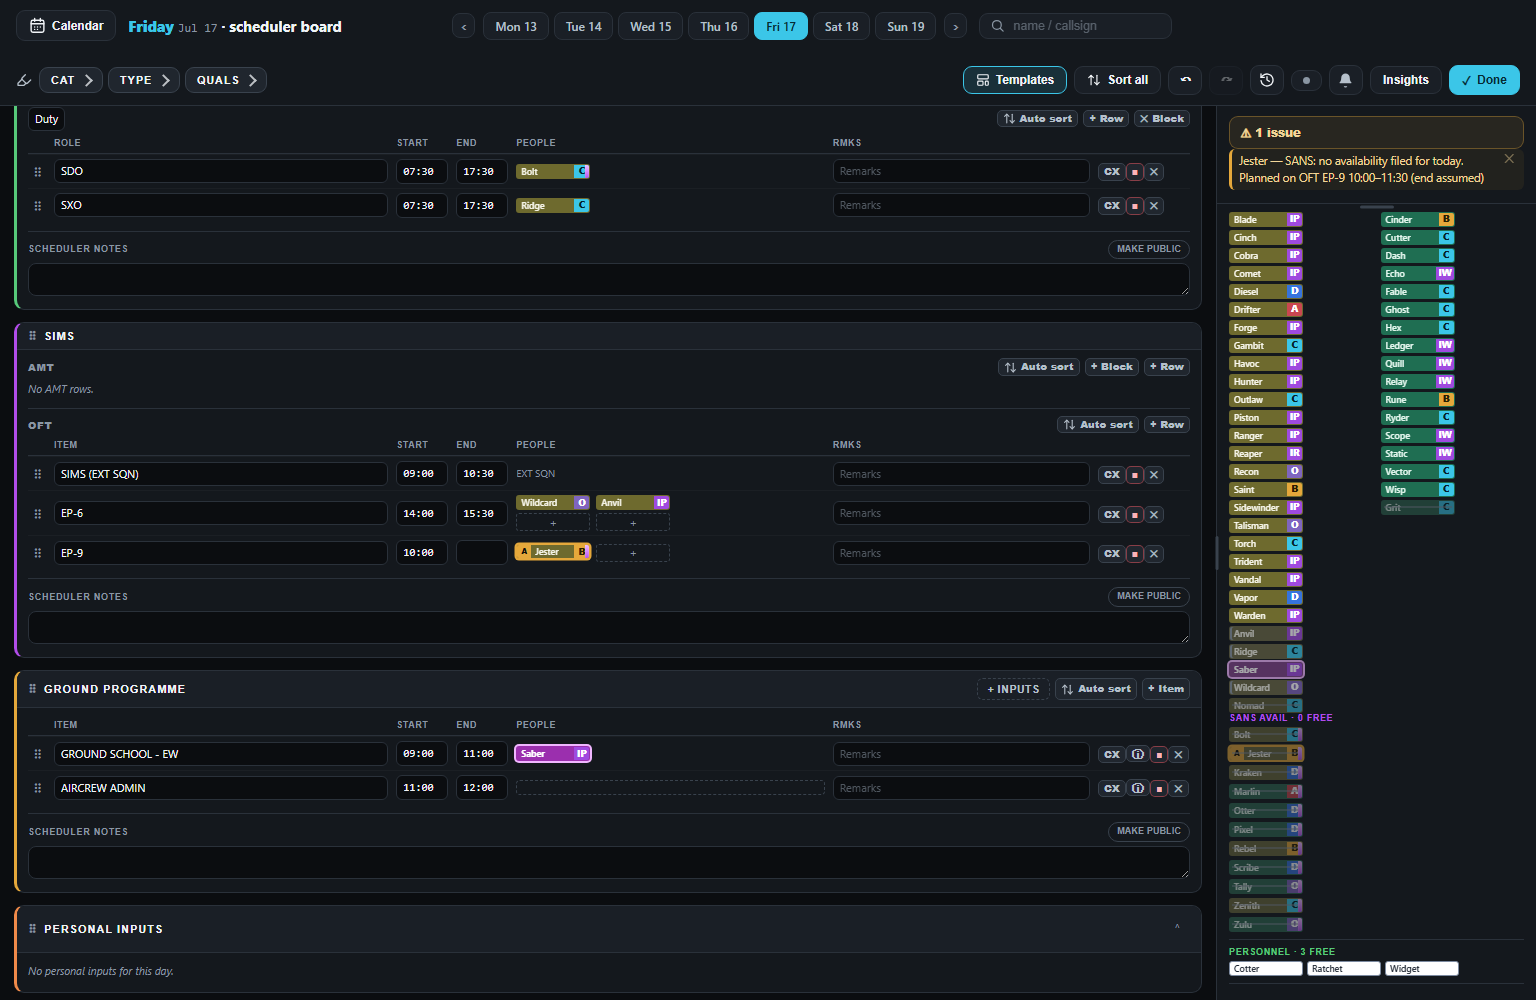 Calendar
Friday Jul 17 · scheduler board
‹ Mon 13 Tue 14 Wed 15 Thu 16 Fri 17 Sat 18 Sun 19 ›
name / callsign
CAT TYPE QUALS
Templates Sort all Insights ✓ Done
Duty
Auto sort + Row × Block
ROLE START END PEOPLE RMKS
SDO 07:30 17:30 Bolt C Remarks CX
SXO 07:30 17:30 Ridge C Remarks CX
SCHEDULER NOTES MAKE PUBLIC
SIMS
AMT Auto sort + Block + Row
No AMT rows.
OFT Auto sort + Row
ITEM START END PEOPLE RMKS
SIMS (EXT SQN) 09:00 10:30 EXT SQN Remarks CX
EP-6 14:00 15:30 Wildcard O Anvil IP Remarks CX
+ +
EP-9 10:00 A Jester B + Remarks CX
SCHEDULER NOTES MAKE PUBLIC
GROUND PROGRAMME + INPUTS Auto sort + Item
ITEM START END PEOPLE RMKS
GROUND SCHOOL - EW 09:00 11:00 Saber IP Remarks CX
AIRCREW ADMIN 11:00 12:00 Remarks CX
SCHEDULER NOTES MAKE PUBLIC
PERSONAL INPUTS
No personal inputs for this day.
⚠ 1 issue
Jester — SANS: no availability filed for today.
Planned on OFT EP-9 10:00–11:30 (end assumed)
Blade IP Cinder B
Cinch IP Cutter C
Cobra IP Dash C
Comet IP Echo IW
Diesel D Fable C
Drifter A Ghost C
Forge IP Hex C
Gambit C Ledger IW
Havoc IP Quill IW
Hunter IP Relay IW
Outlaw C Rune B
Piston IP Ryder C
Ranger IP Scope IW
Reaper IR Static IW
Recon O Vector C
Saint B Wisp C
Sidewinder IP Grit C
Talisman O
Torch C
Trident IP
Vandal IP
Vapor D
Warden IP
Anvil IP
Ridge C
Saber IP
Wildcard O
Nomad C
SANS AVAIL · 0 FREE
Bolt C
A Jester B
Kraken D
Marlin A
Otter D
Pixel D
Rebel B
Scribe D
Tally O
Zenith C
Zulu O
PERSONNEL · 3 FREE
Cotter Ratchet Widget